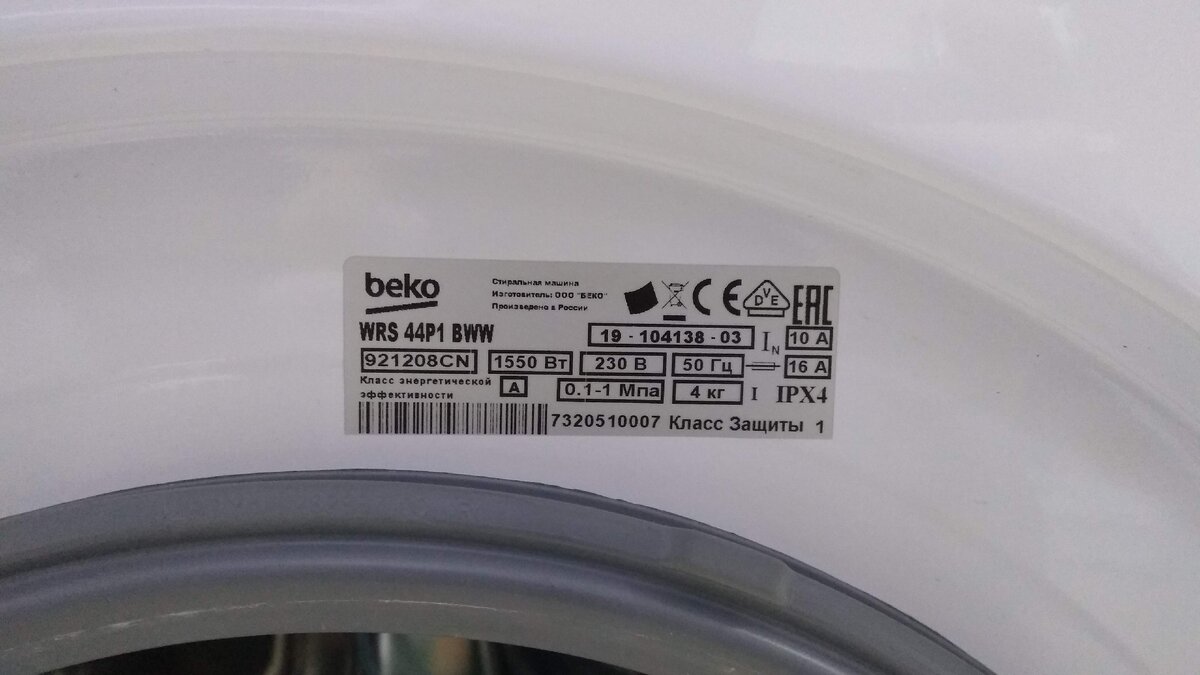 beko
Стиральная машина
Изготовитель: ООО "БЕКО"
Произведено в России
CE
DVE
EAC
WRS 44P1 BWW
19 - 104138 - 03
IN
10 A
921208CN
1550 Вт
230 В
50 Гц
16 A
Класс энергетической
эффективности
A
0.1-1 Мпа
4 кг
I
IPX4
7320510007 Класс Защиты 1